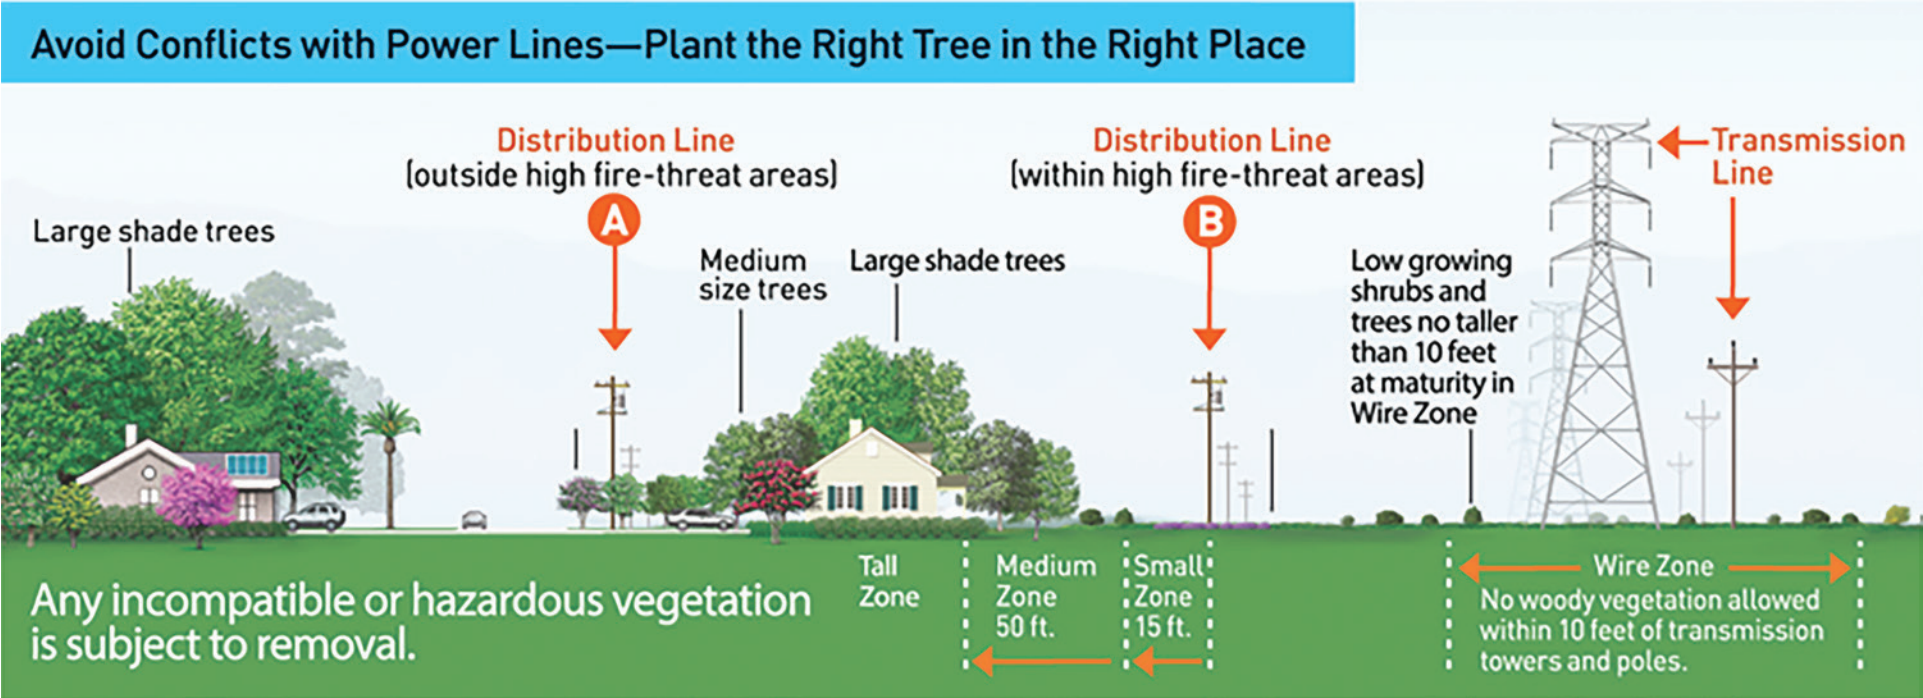 Avoid Conflicts with Power Lines—Plant the Right Tree in the Right Place
Distribution Line
(outside high fire-threat areas)
A
Distribution Line
(within high fire-threat areas)
B
Transmission
Line
Large shade trees
Medium
size trees
Large shade trees
Low growing
shrubs and
trees no taller
than 10 feet
at maturity in
Wire Zone
Any incompatible or hazardous vegetation
is subject to removal.
Tall
Zone
Medium
Zone
50 ft.
Small
Zone
15 ft.
Wire Zone
No woody vegetation allowed
within 10 feet of transmission
towers and poles.